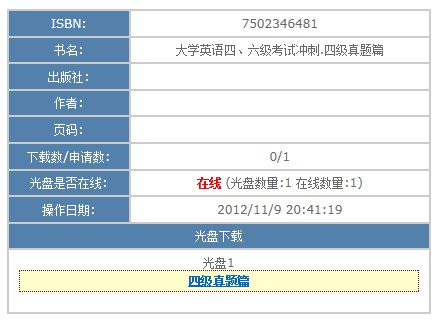 ISBN: 7502346481
书名: 大学英语四、六级考试冲刺.四级真题篇
出版社:
作者:
页码:
下载数/申请数: 0/1
光盘是否在线: 在线 (光盘数量:1 在线数量:1)
操作日期: 2012/11/9 20:41:19
光盘下载
光盘1
四级真题篇